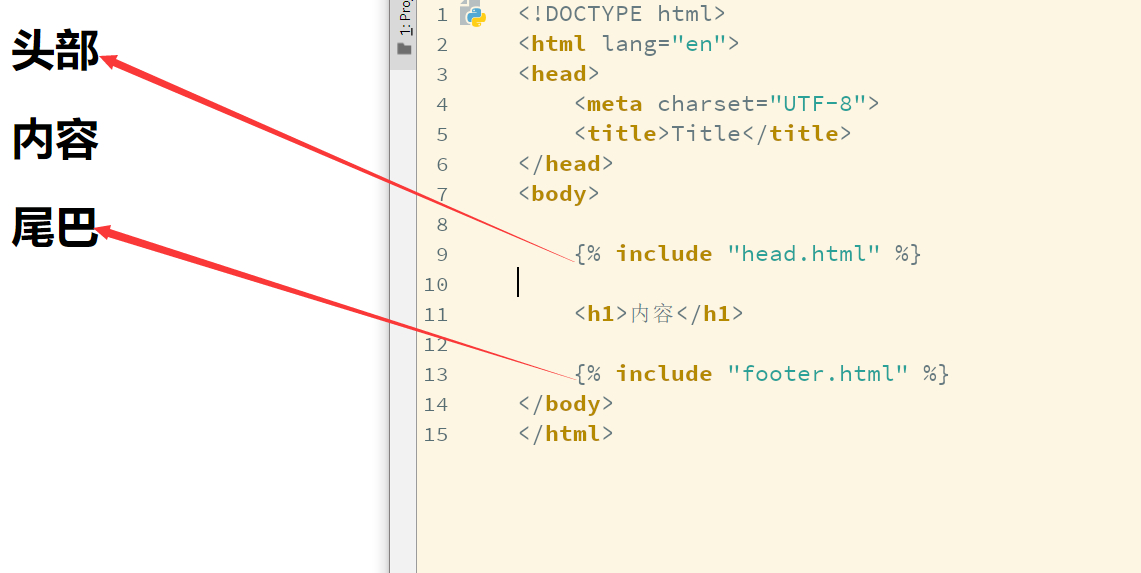 头部
内容
尾巴
1: Proj
1 <!DOCTYPE html>
2 <html lang="en">
3 <head>
4 <meta charset="UTF-8">
5 <title>Title</title>
6 </head>
7 <body>
8
9 {% include "head.html" %}
10
11 <h1>内容</h1>
12
13 {% include "footer.html" %}
14 </body>
15 </html>